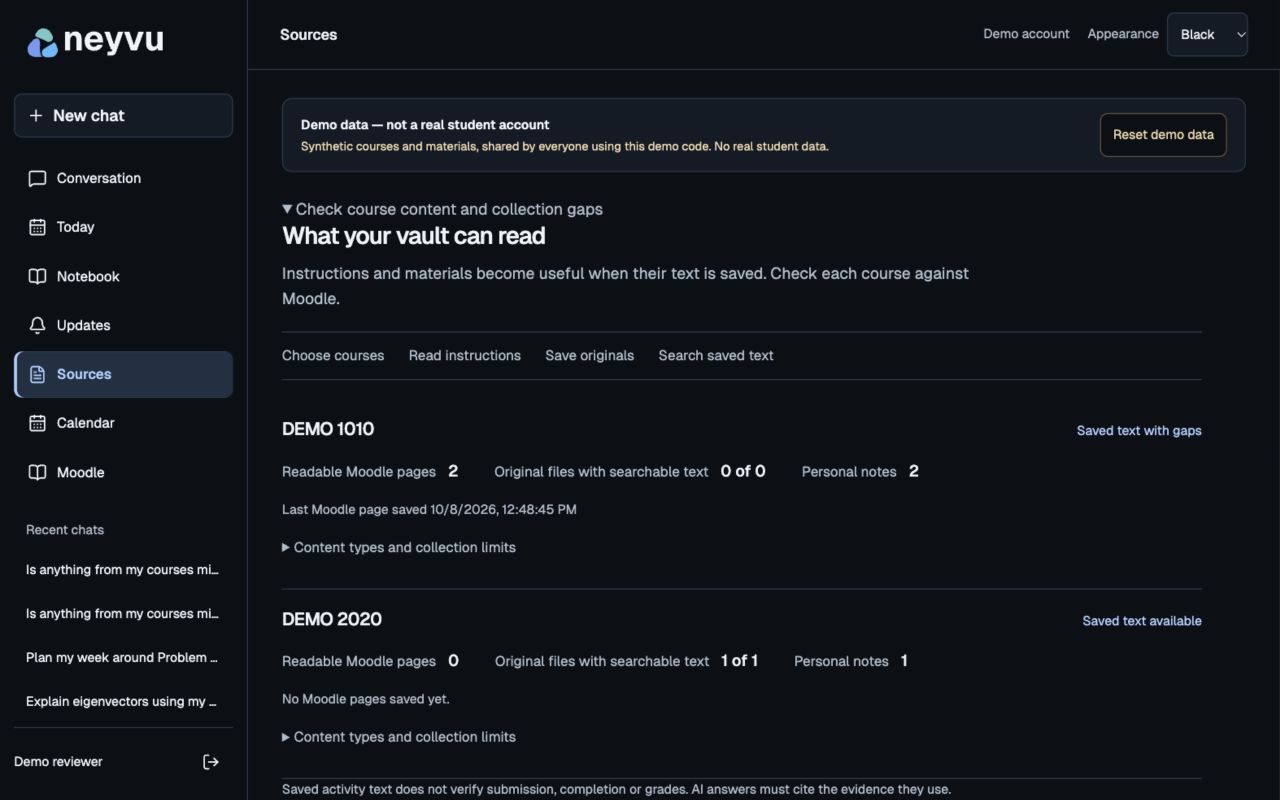 neyvu
Sources
Demo account
Appearance
Black
+ New chat
Conversation
Today
Notebook
Updates
Sources
Calendar
Moodle
Recent chats
Is anything from my courses mi...
Is anything from my courses mi...
Plan my week around Problem ...
Explain eigenvectors using my ...
Demo reviewer
Demo data — not a real student account
Synthetic courses and materials, shared by everyone using this demo code. No real student data.
Reset demo data
▼ Check course content and collection gaps
What your vault can read
Instructions and materials become useful when their text is saved. Check each course against
Moodle.
Choose courses Read instructions Save originals Search saved text
DEMO 1010
Saved text with gaps
Readable Moodle pages 2 Original files with searchable text 0 of 0 Personal notes 2
Last Moodle page saved 10/8/2026, 12:48:45 PM
▶ Content types and collection limits
DEMO 2020
Saved text available
Readable Moodle pages 0 Original files with searchable text 1 of 1 Personal notes 1
No Moodle pages saved yet.
▶ Content types and collection limits
Saved activity text does not verify submission, completion or grades. AI answers must cite the evidence they use.